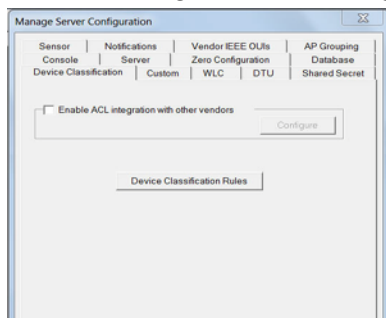 Manage Server Configuration
Sensor Notifications Vendor IEEE OUIs AP Grouping
Console Server Zero Configuration Database
Device Classification Custom WLC DTU Shared Secret
Enable ACL integration with other vendors
Configure
Device Classification Rules